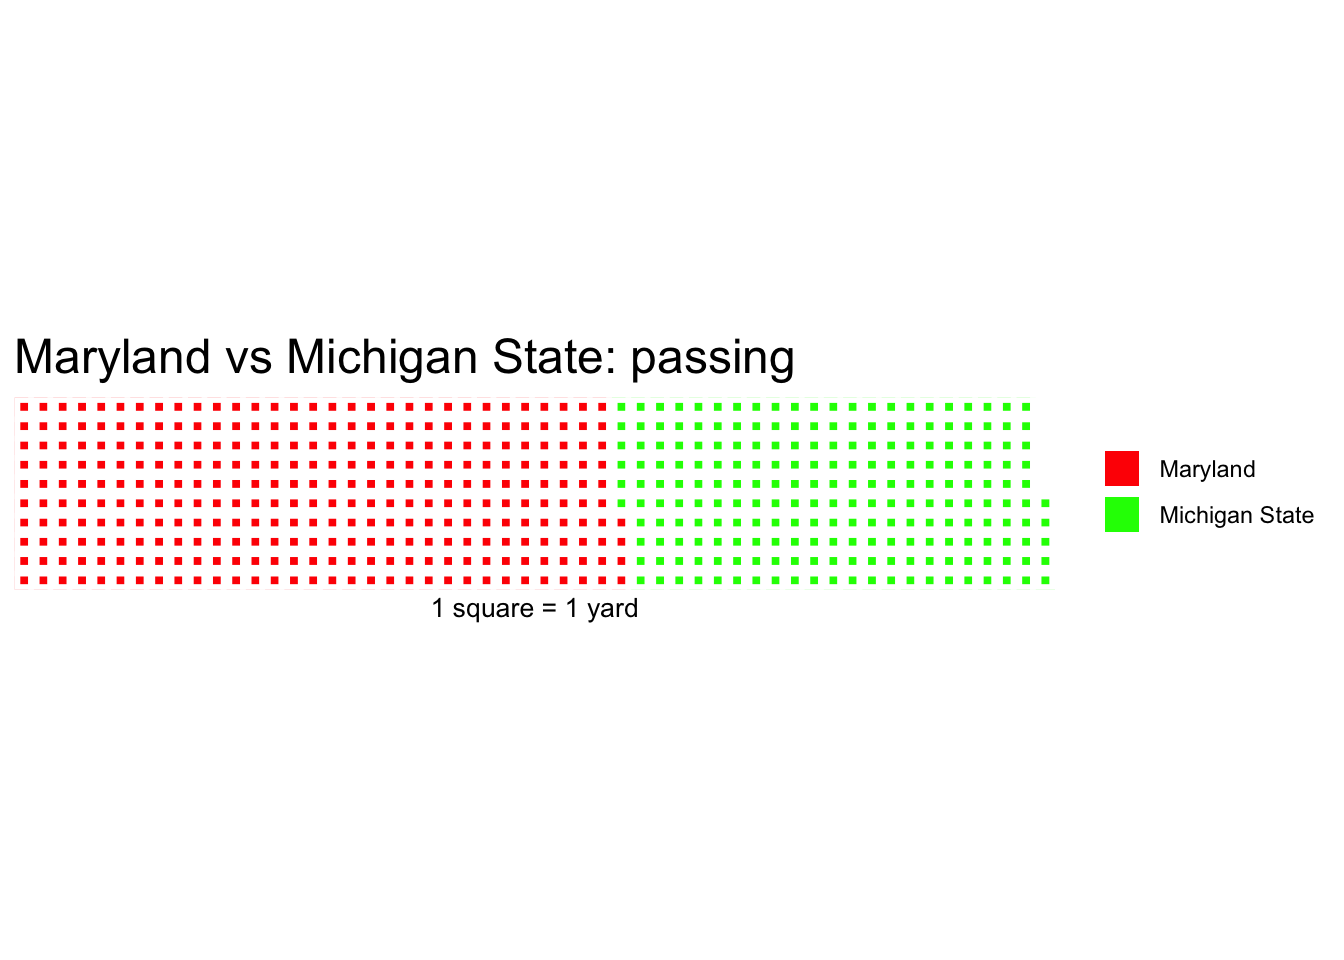 Maryland vs Michigan State: passing
Maryland
Michigan State
1 square = 1 yard